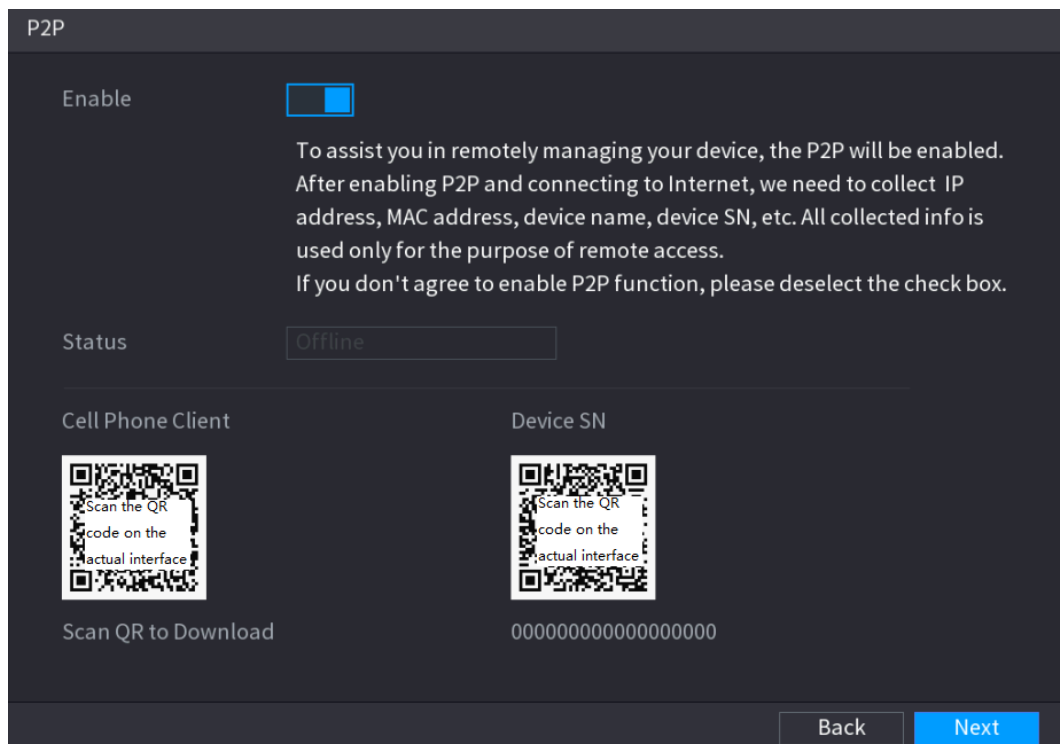 P2P
Enable
To assist you in remotely managing your device, the P2P will be enabled.
After enabling P2P and connecting to Internet, we need to collect IP
address, MAC address, device name, device SN, etc. All collected info is
used only for the purpose of remote access.
If you don't agree to enable P2P function, please deselect the check box.
Status
Offline
Cell Phone Client
Device SN
Scan the QR
code on the
actual interface
Scan the QR
code on the
actual interface
Scan QR to Download
000000000000000000
Back
Next